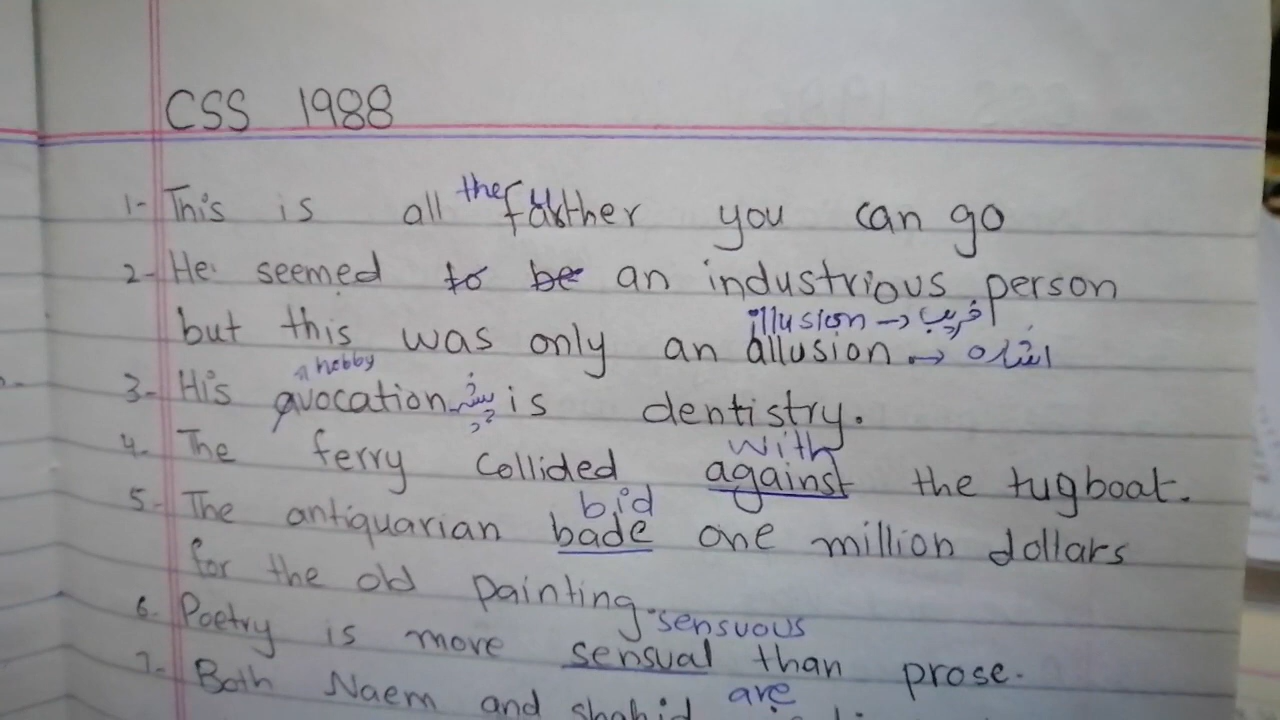 CSS 1988
the
1- This is all farther you can go
2- He seemed to be an industrious person
illusion → فریب
but this was only an allusion → اشارہ
hobby
3- His avocation پیشہ is dentistry.
with
4- The ferry collided against the tugboat.
bid
5- The antiquarian bade one million dollars
for the old painting.
sensuous
6- Poetry is more sensual than prose.
are
7- Both Naem and shahid